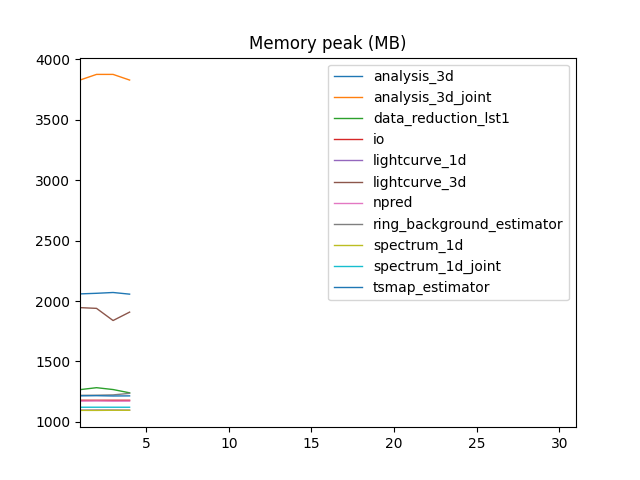 Memory peak (MB)
4000
3500
3000
2500
2000
1500
1000
analysis_3d
analysis_3d_joint
data_reduction_lst1
io
lightcurve_1d
lightcurve_3d
npred
ring_background_estimator
spectrum_1d
spectrum_1d_joint
tsmap_estimator
5 10 15 20 25 30